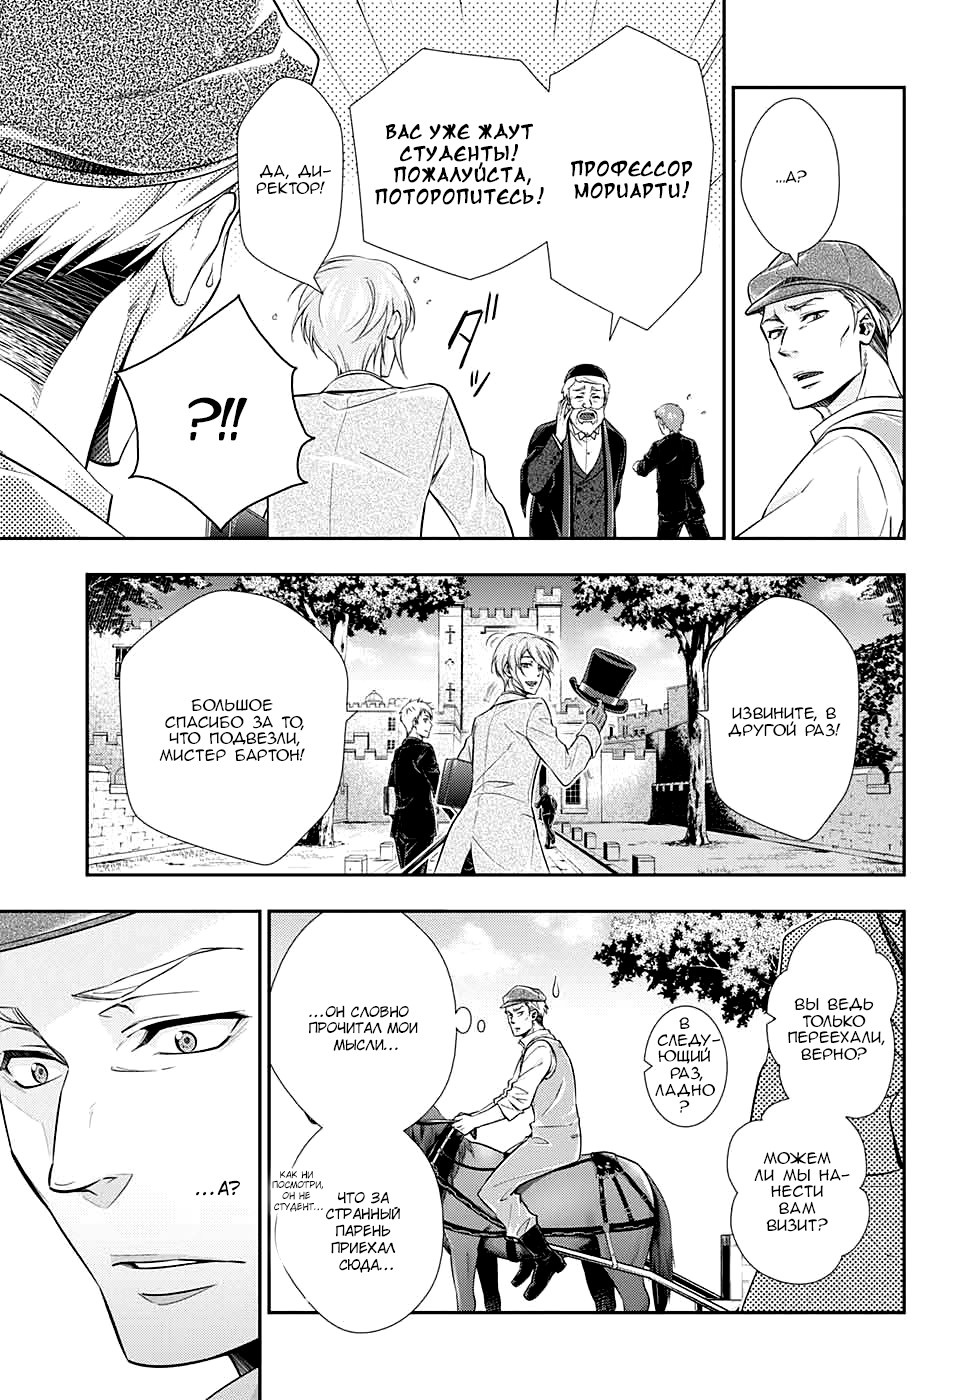 ...А?
ПРОФЕССОР
МОРИАРТИ!
ВАС УЖЕ ЖДУТ
СТУДЕНТЫ!
ПОЖАЛУЙСТА,
ПОТОРОПИТЕСЬ!
ДА, ДИ-
РЕКТОР!
?!!
ИЗВИНИТЕ, В
ДРУГОЙ РАЗ!
БОЛЬШОЕ
СПАСИБО ЗА ТО,
ЧТО ПОДВЕЗЛИ,
МИСТЕР БАРТОН!
ВЫ ВЕДЬ
ТОЛЬКО
ПЕРЕЕХАЛИ,
ВЕРНО?
МОЖЕМ
ЛИ МЫ НА-
НЕСТИ
ВАМ
ВИЗИТ?
В
СЛЕДУ-
ЮЩИЙ
РАЗ,
ЛАДНО
?
...ОН СЛОВНО
ПРОЧИТАЛ МОИ
МЫСЛИ...
ЧТО ЗА
СТРАННЫЙ
ПАРЕНЬ
ПРИЕХАЛ
СЮДА...
КАК НИ
ПОСМОТРИ,
ОН НЕ
СТУДЕНТ...
...А?